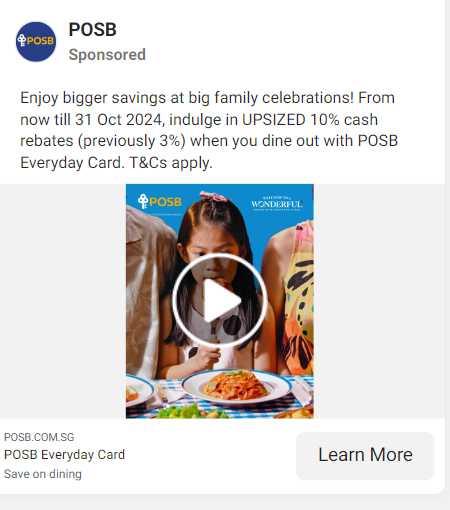 POSB
POSB
Sponsored
Enjoy bigger savings at big family celebrations! From
now till 31 Oct 2024, indulge in UPSIZED 10% cash
rebates (previously 3%) when you dine out with POSB
Everyday Card. T&Cs apply.
POSB
WONDERFUL
POSB.COM.SG
POSB Everyday Card
Save on dining
Learn More